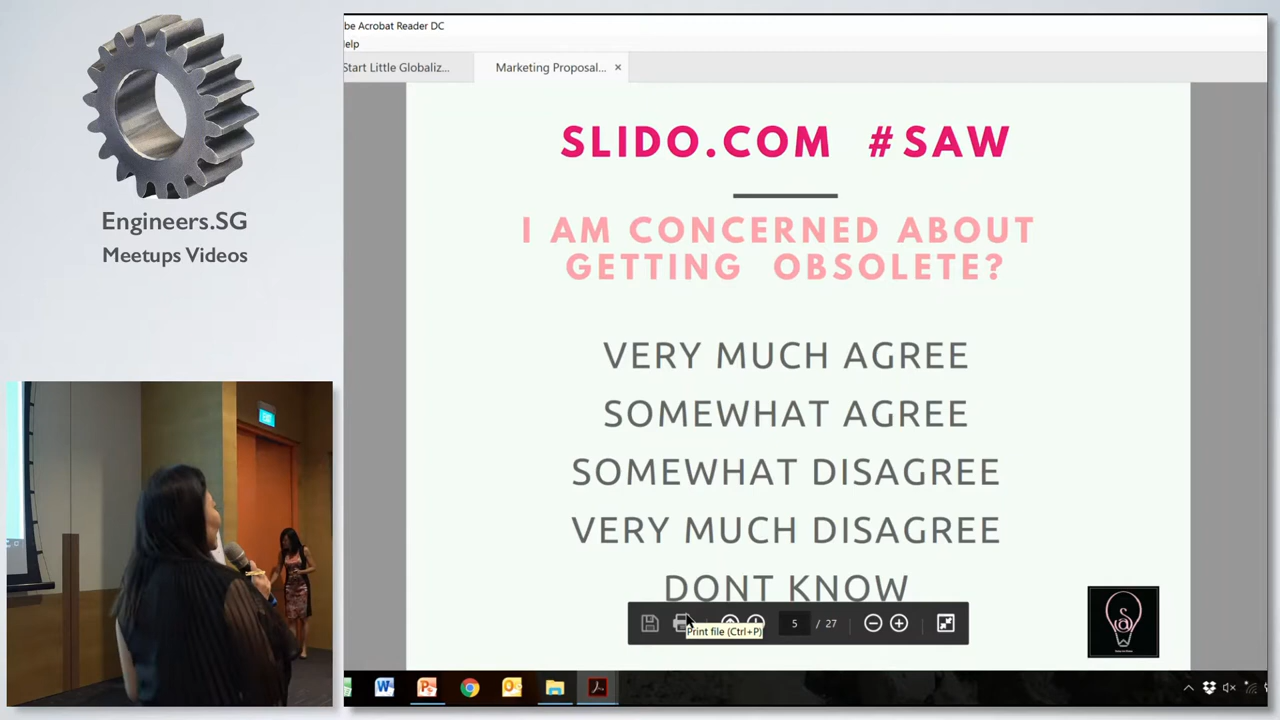 Engineers.SG
Meetups Videos
be Acrobat Reader DC
elp
Start Little Globaliz...
Marketing Proposal... ×
SLIDO.COM #SAW
I AM CONCERNED ABOUT
GETTING OBSOLETE?
VERY MUCH AGREE
SOMEWHAT AGREE
SOMEWHAT DISAGREE
VERY MUCH DISAGREE
DONT KNOW
5 / 27
Print file (Ctrl+P)
EXIT